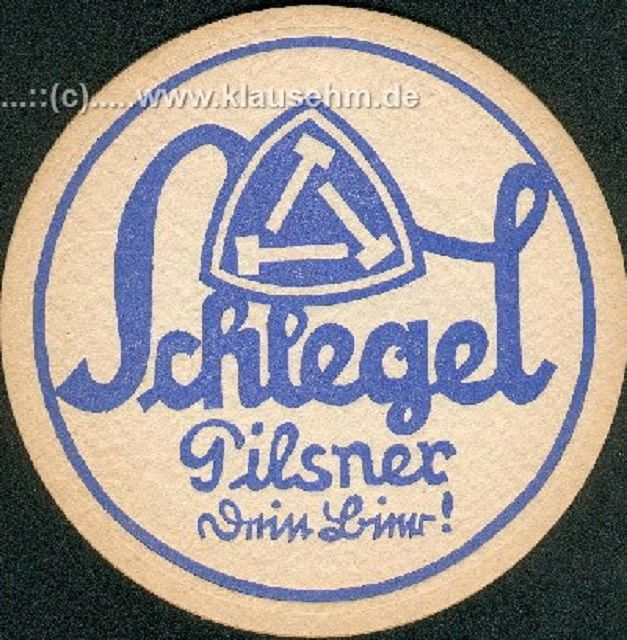 ...::(c).....www.klausehm.de
Schlegel
Pilsner
Dein Bier!